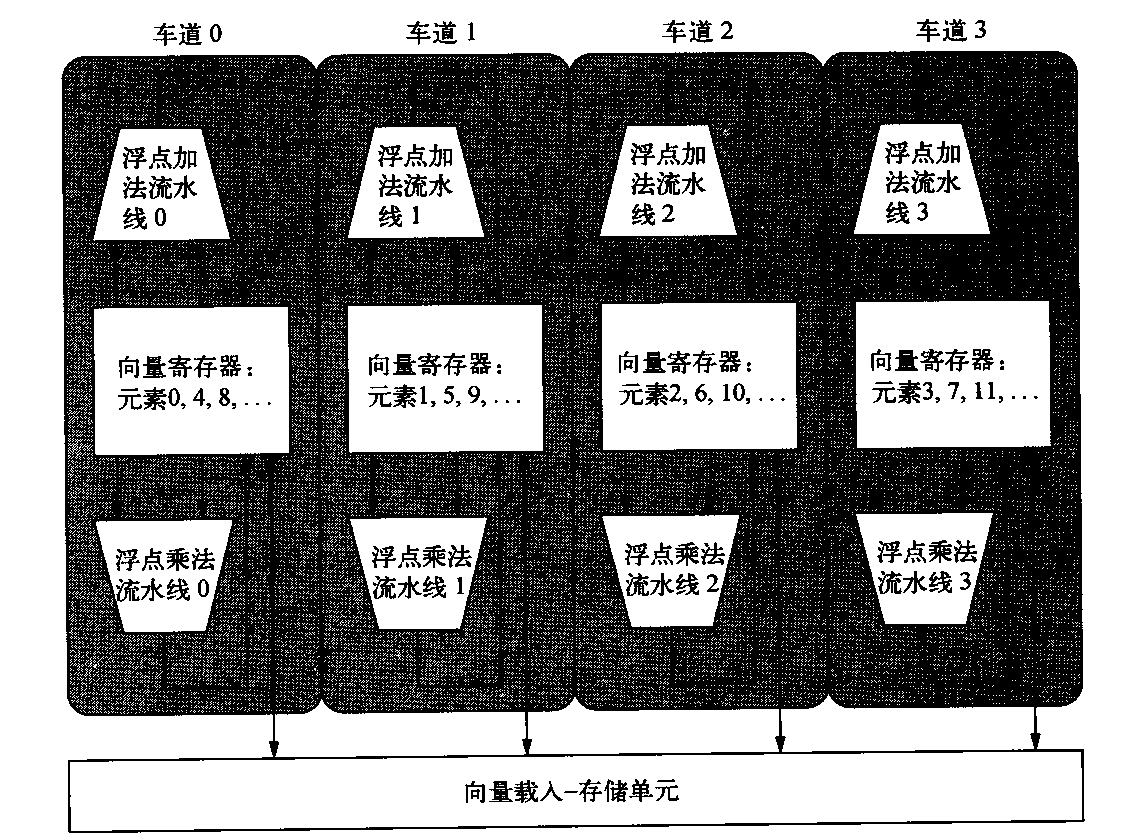 车道 0
车道 1
车道 2
车道 3
浮点加
法流水
线 0
浮点加
法流水
线 1
浮点加
法流水
线 2
浮点加
法流水
线 3
向量寄存器：
元素0, 4, 8, . . .
向量寄存器：
元素1, 5, 9, . . .
向量寄存器：
元素2, 6, 10, . . .
向量寄存器：
元素3, 7, 11, . . .
浮点乘法
流水线 0
浮点乘法
流水线 1
浮点乘法
流水线 2
浮点乘法
流水线 3
向量载入–存储单元